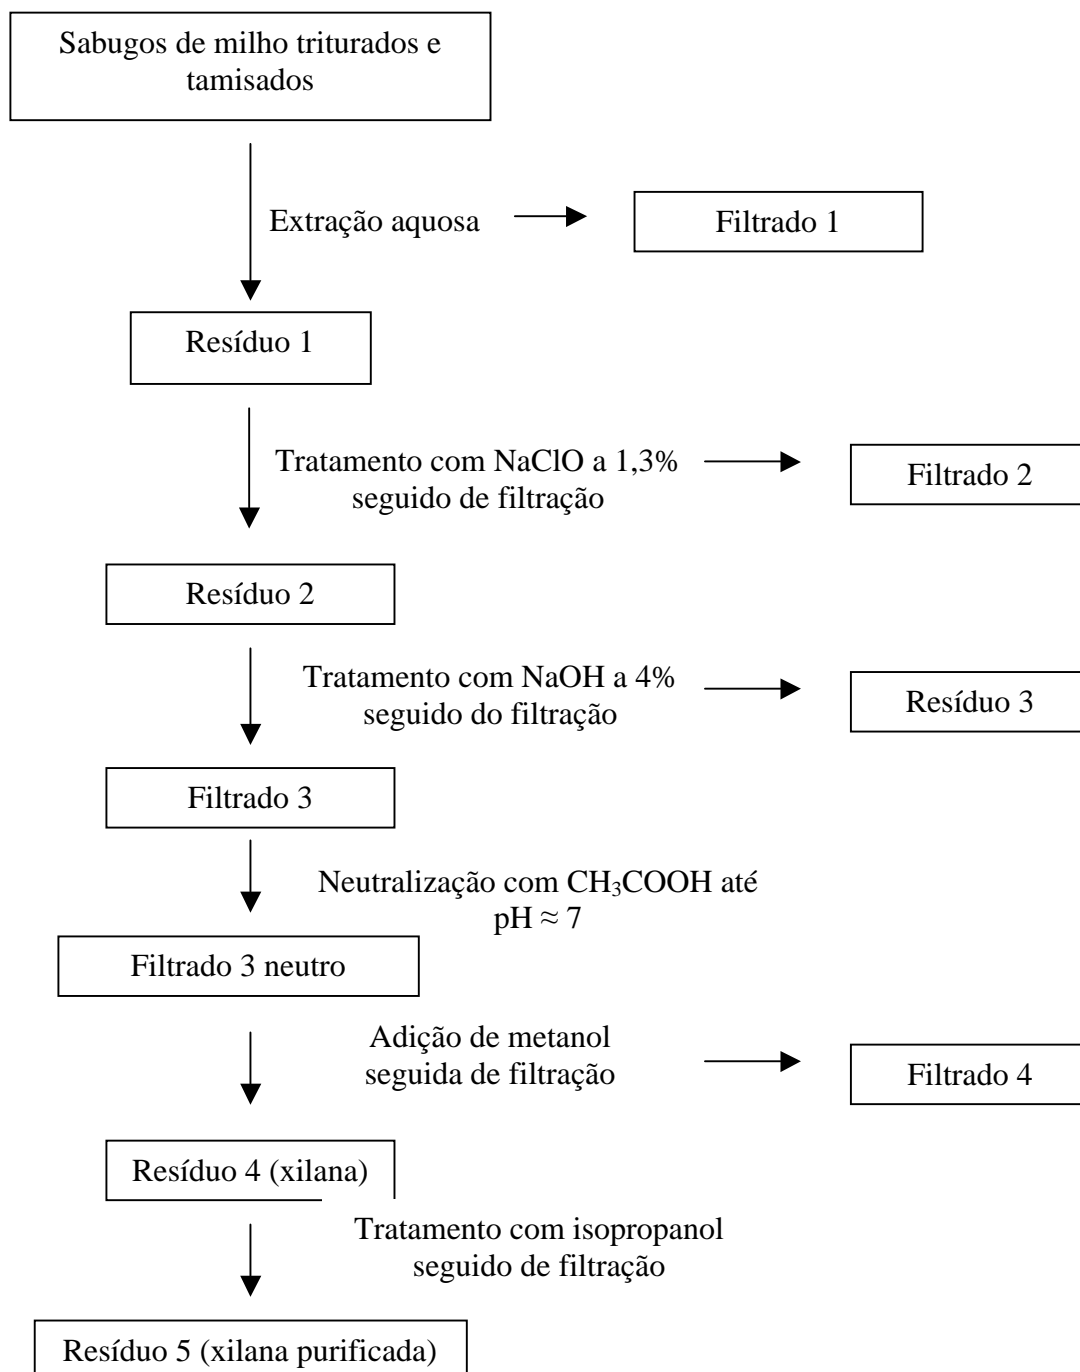 Sabugos de milho triturados e
tamisados
Extração aquosa
Filtrado 1
Resíduo 1
Tratamento com NaClO a 1,3%
seguido de filtração
Filtrado 2
Resíduo 2
Tratamento com NaOH a 4%
seguido do filtração
Resíduo 3
Filtrado 3
Neutralização com CH₃COOH até
pH ≈ 7
Filtrado 3 neutro
Adição de metanol
seguida de filtração
Filtrado 4
Resíduo 4 (xilana)
Tratamento com isopropanol
seguido de filtração
Resíduo 5 (xilana purificada)